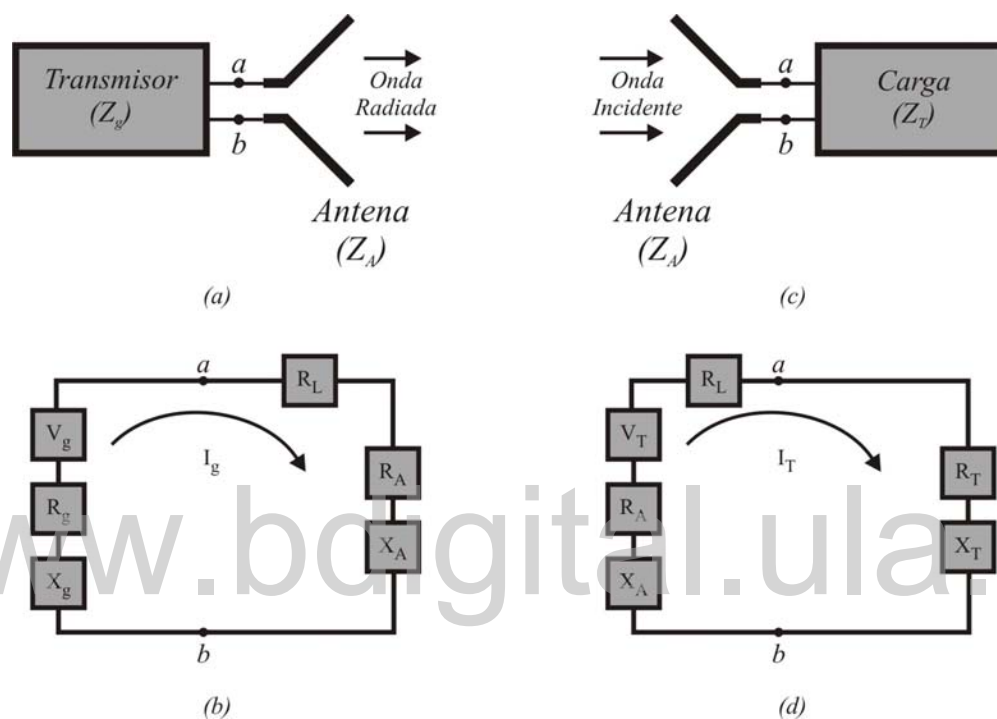 a
Transmisor
(Z_g)
b
Onda
Radiada
Antena
(Z_A)
(a)
Onda
Incidente
a
b
Carga
(Z_T)
Antena
(Z_A)
(c)
a
R_L
V_g
I_g
R_g
R_A
X_g
X_A
b
(b)
R_L
a
V_T
I_T
R_A
R_T
X_A
X_T
b
(d)
www.bdigital.ula.